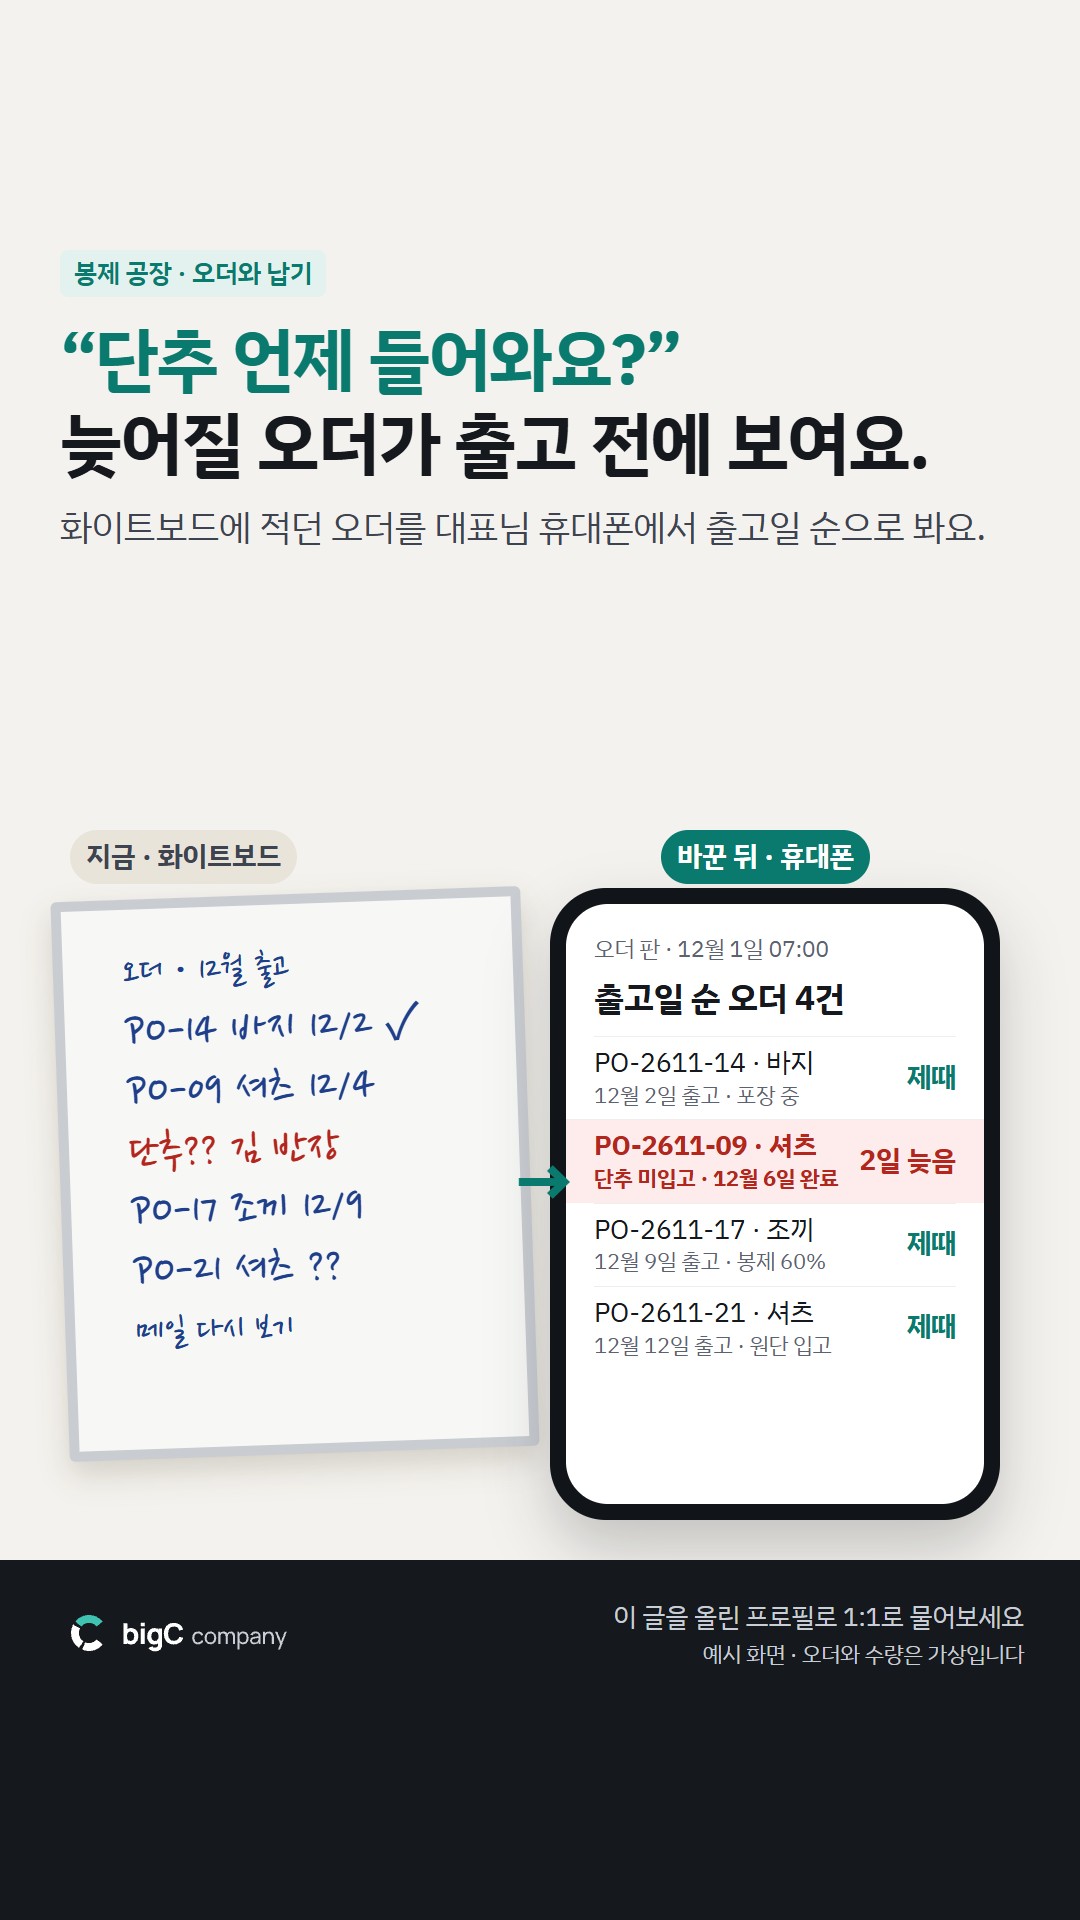 봉제 공장 · 오더와 납기
“단추 언제 들어와요?”
늦어질 오더가 출고 전에 보여요.
화이트보드에 적던 오더를 대표님 휴대폰에서 출고일 순으로 봐요.
지금 · 화이트보드
오더 · 12월 출고
PO-14 바지 12/2 ✓
PO-09 셔츠 12/4
단추?? 김 반장
PO-17 조끼 12/9
PO-21 셔츠 ??
메일 다시 보기
→
바꾼 뒤 · 휴대폰
오더 판 · 12월 1일 07:00
출고일 순 오더 4건
PO-2611-14 · 바지
12월 2일 출고 · 포장 중
제때
PO-2611-09 · 셔츠
단추 미입고 · 12월 6일 완료
2일 늦음
PO-2611-17 · 조끼
12월 9일 출고 · 봉제 60%
제때
PO-2611-21 · 셔츠
12월 12일 출고 · 원단 입고
제때
bigC company
이 글을 올린 프로필로 1:1로 물어보세요
예시 화면 · 오더와 수량은 가상입니다